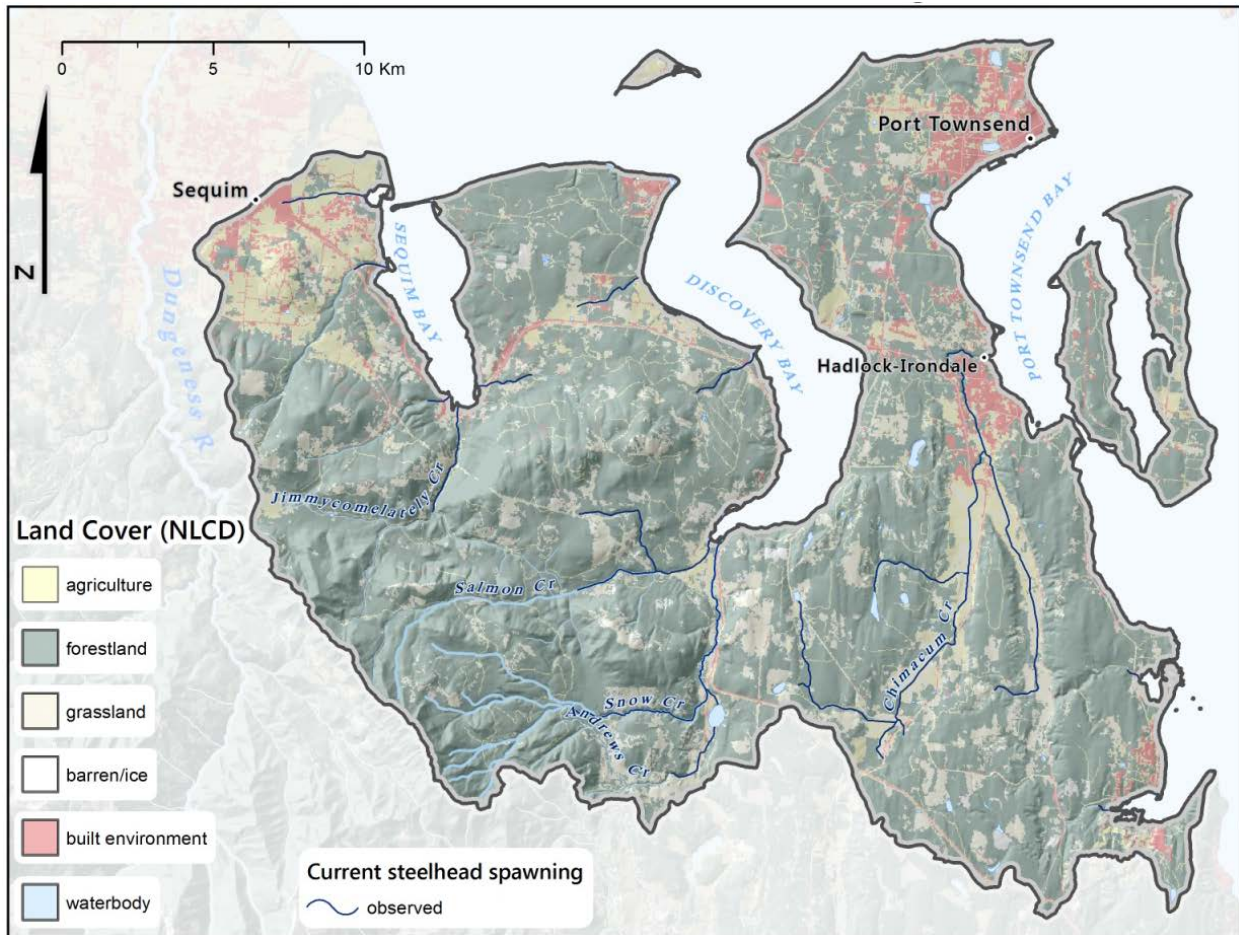 0 5 10 Km
N
Port Townsend
Sequim
SEQUIM BAY
DISCOVERY BAY
PORT TOWNSEND BAY
Dungeness R
Hadlock-Irondale
Jimmycomelately Cr
Salmon Cr
Chimacum Cr
Snow Cr
Andrews Cr
Land Cover (NLCD)
agriculture
forestland
grassland
barren/ice
built environment
waterbody
Current steelhead spawning
observed